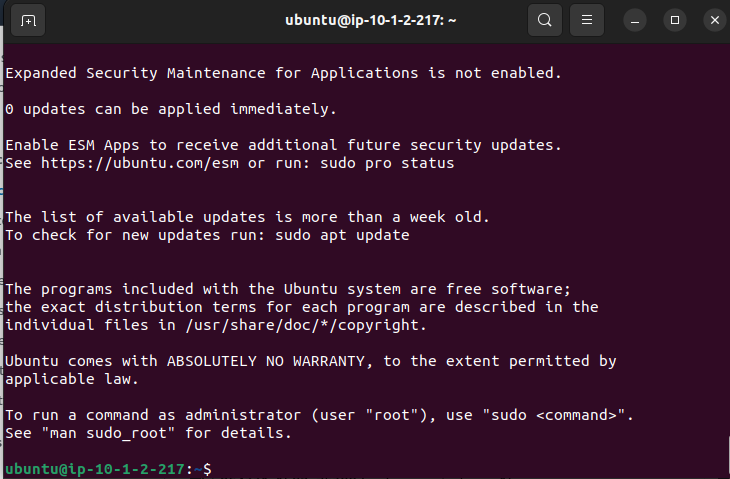 ubuntu@ip-10-1-2-217: ~
Expanded Security Maintenance for Applications is not enabled.
0 updates can be applied immediately.
Enable ESM Apps to receive additional future security updates.
See https://ubuntu.com/esm or run: sudo pro status
The list of available updates is more than a week old.
To check for new updates run: sudo apt update
The programs included with the Ubuntu system are free software;
the exact distribution terms for each program are described in the
individual files in /usr/share/doc/*/copyright.
Ubuntu comes with ABSOLUTELY NO WARRANTY, to the extent permitted by
applicable law.
To run a command as administrator (user "root"), use "sudo <command>".
See "man sudo_root" for details.
ubuntu@ip-10-1-2-217:~$